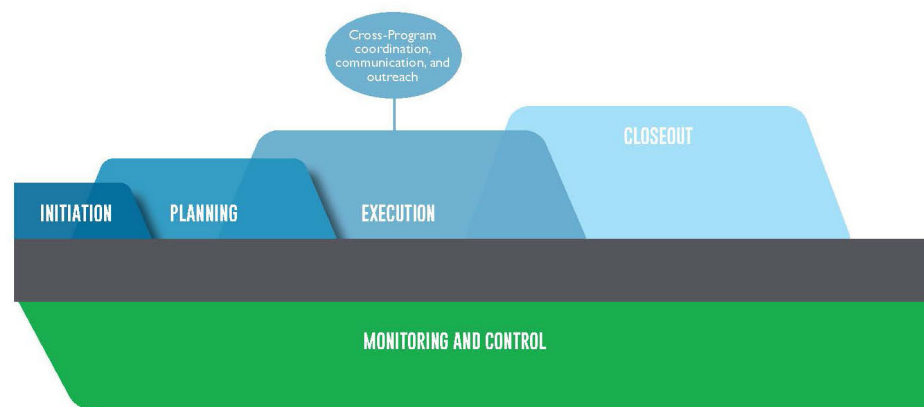 Cross-Program
coordination,
communication, and
outreach
CLOSEOUT
INITIATION
PLANNING
EXECUTION
MONITORING AND CONTROL